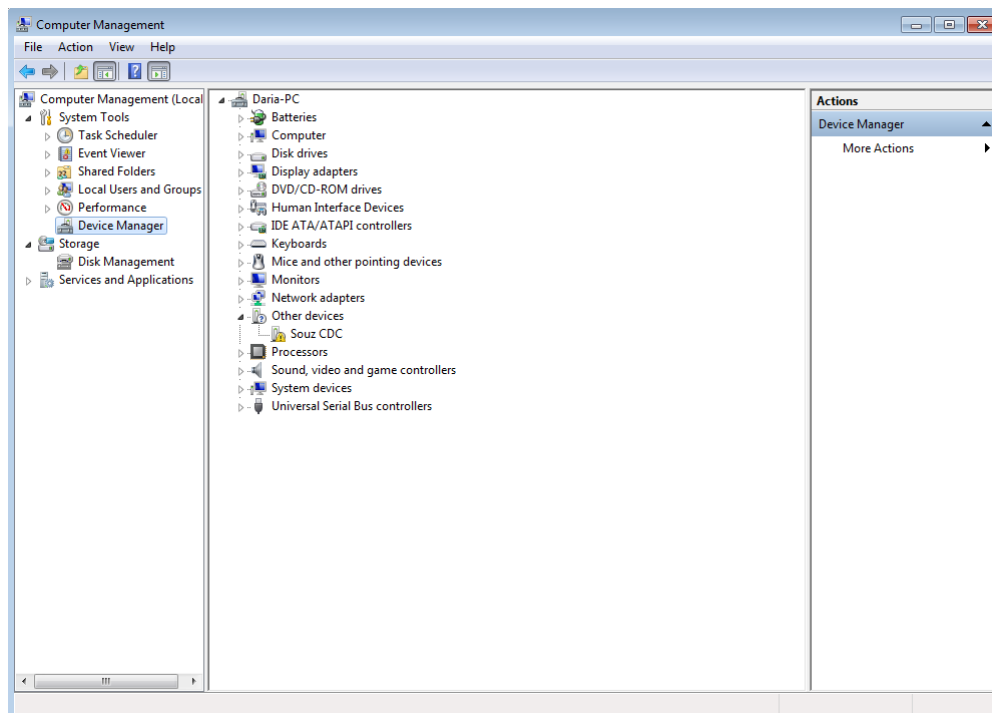 Computer Management
File Action View Help
Computer Management (Local
System Tools
Task Scheduler
Event Viewer
Shared Folders
Local Users and Groups
Performance
Device Manager
Storage
Disk Management
Services and Applications
Daria-PC
Batteries
Computer
Disk drives
Display adapters
DVD/CD-ROM drives
Human Interface Devices
IDE ATA/ATAPI controllers
Keyboards
Mice and other pointing devices
Monitors
Network adapters
Other devices
Souz CDC
Processors
Sound, video and game controllers
System devices
Universal Serial Bus controllers
Actions
Device Manager
More Actions